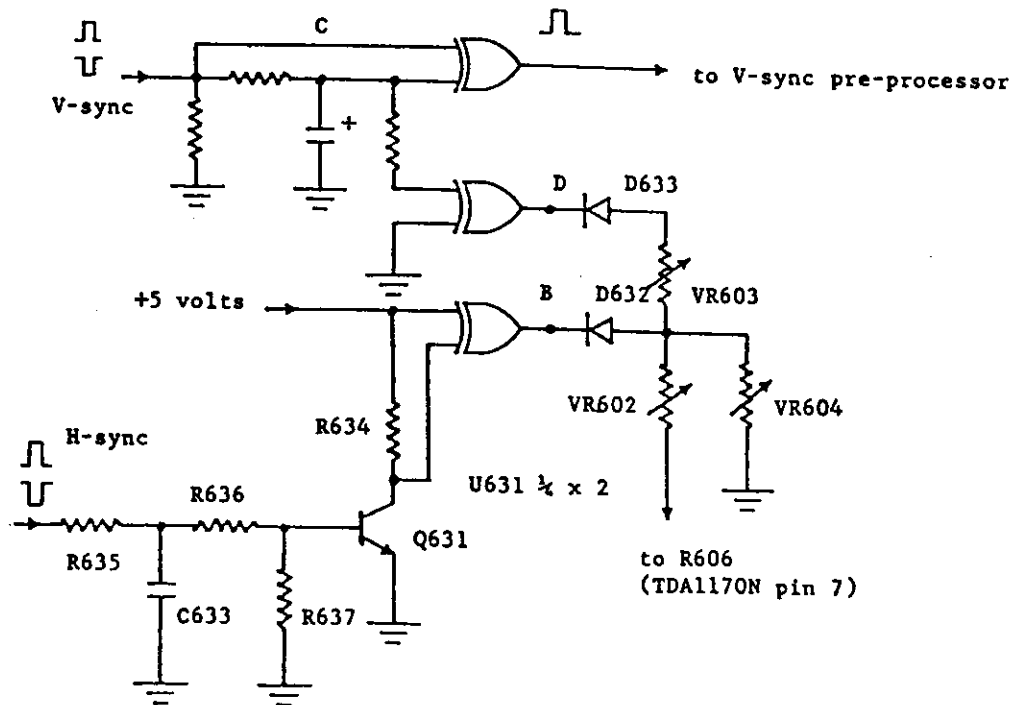 C
to V-sync pre-processor
V-sync
+
D
D633
VR603
+5 volts
B
D632
VR602
VR604
R634
H-sync
U631 ¼ x 2
R636
Q631
R635
to R606
(TDA1170N pin 7)
C633
R637